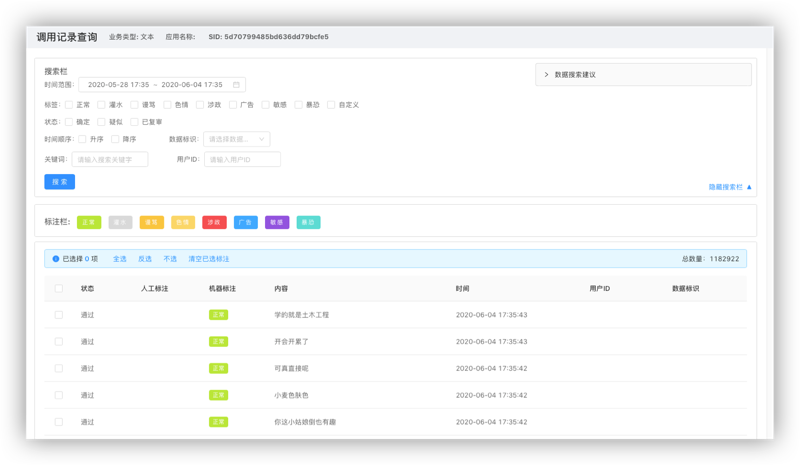 调用记录查询 业务类型: 文本 应用名称: SID: 5d70799485bd636dd79bcfe5
搜索栏
数据搜索建议
时间范围: 2020-05-28 17:35 ~ 2020-06-04 17:35
标签: 正常 灌水 谩骂 色情 涉政 广告 敏感 暴恐 自定义
状态: 确定 疑似 已复审
时间顺序: 升序 降序 数据标识: 请选择数据...
关键词: 请输入搜索关键字 用户ID: 请输入用户ID
搜 索
隐藏搜索栏
标注栏: 正常 灌水 谩骂 色情 涉政 广告 敏感 暴恐
已选择 0 项 全选 反选 不选 清空已选标注 总数量: 1182922
状态 人工标注 机器标注 内容 时间 用户ID 数据标识
通过 正常 学的就是土木工程 2020-06-04 17:35:43
通过 正常 开会开累了 2020-06-04 17:35:43
通过 正常 可真直接呢 2020-06-04 17:35:42
通过 正常 小麦色肤色 2020-06-04 17:35:42
通过 正常 你这小姑娘倒也有趣 2020-06-04 17:35:42